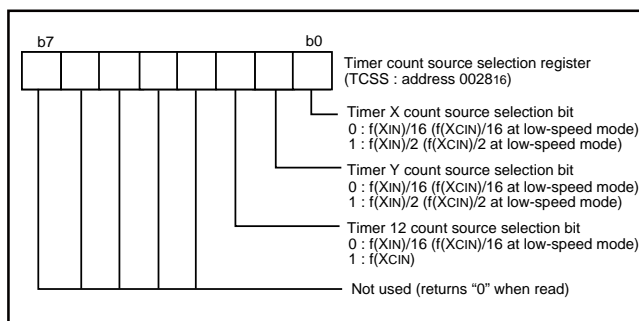 b7 b0
Timer count source selection register
(TCSS : address 002816)
Timer X count source selection bit
0 : f(XIN)/16 (f(XCIN)/16 at low-speed mode)
1 : f(XIN)/2 (f(XCIN)/2 at low-speed mode)
Timer Y count source selection bit
0 : f(XIN)/16 (f(XCIN)/16 at low-speed mode)
1 : f(XIN)/2 (f(XCIN)/2 at low-speed mode)
Timer 12 count source selection bit
0 : f(XIN)/16 (f(XCIN)/16 at low-speed mode)
1 : f(XCIN)
Not used (returns “0” when read)